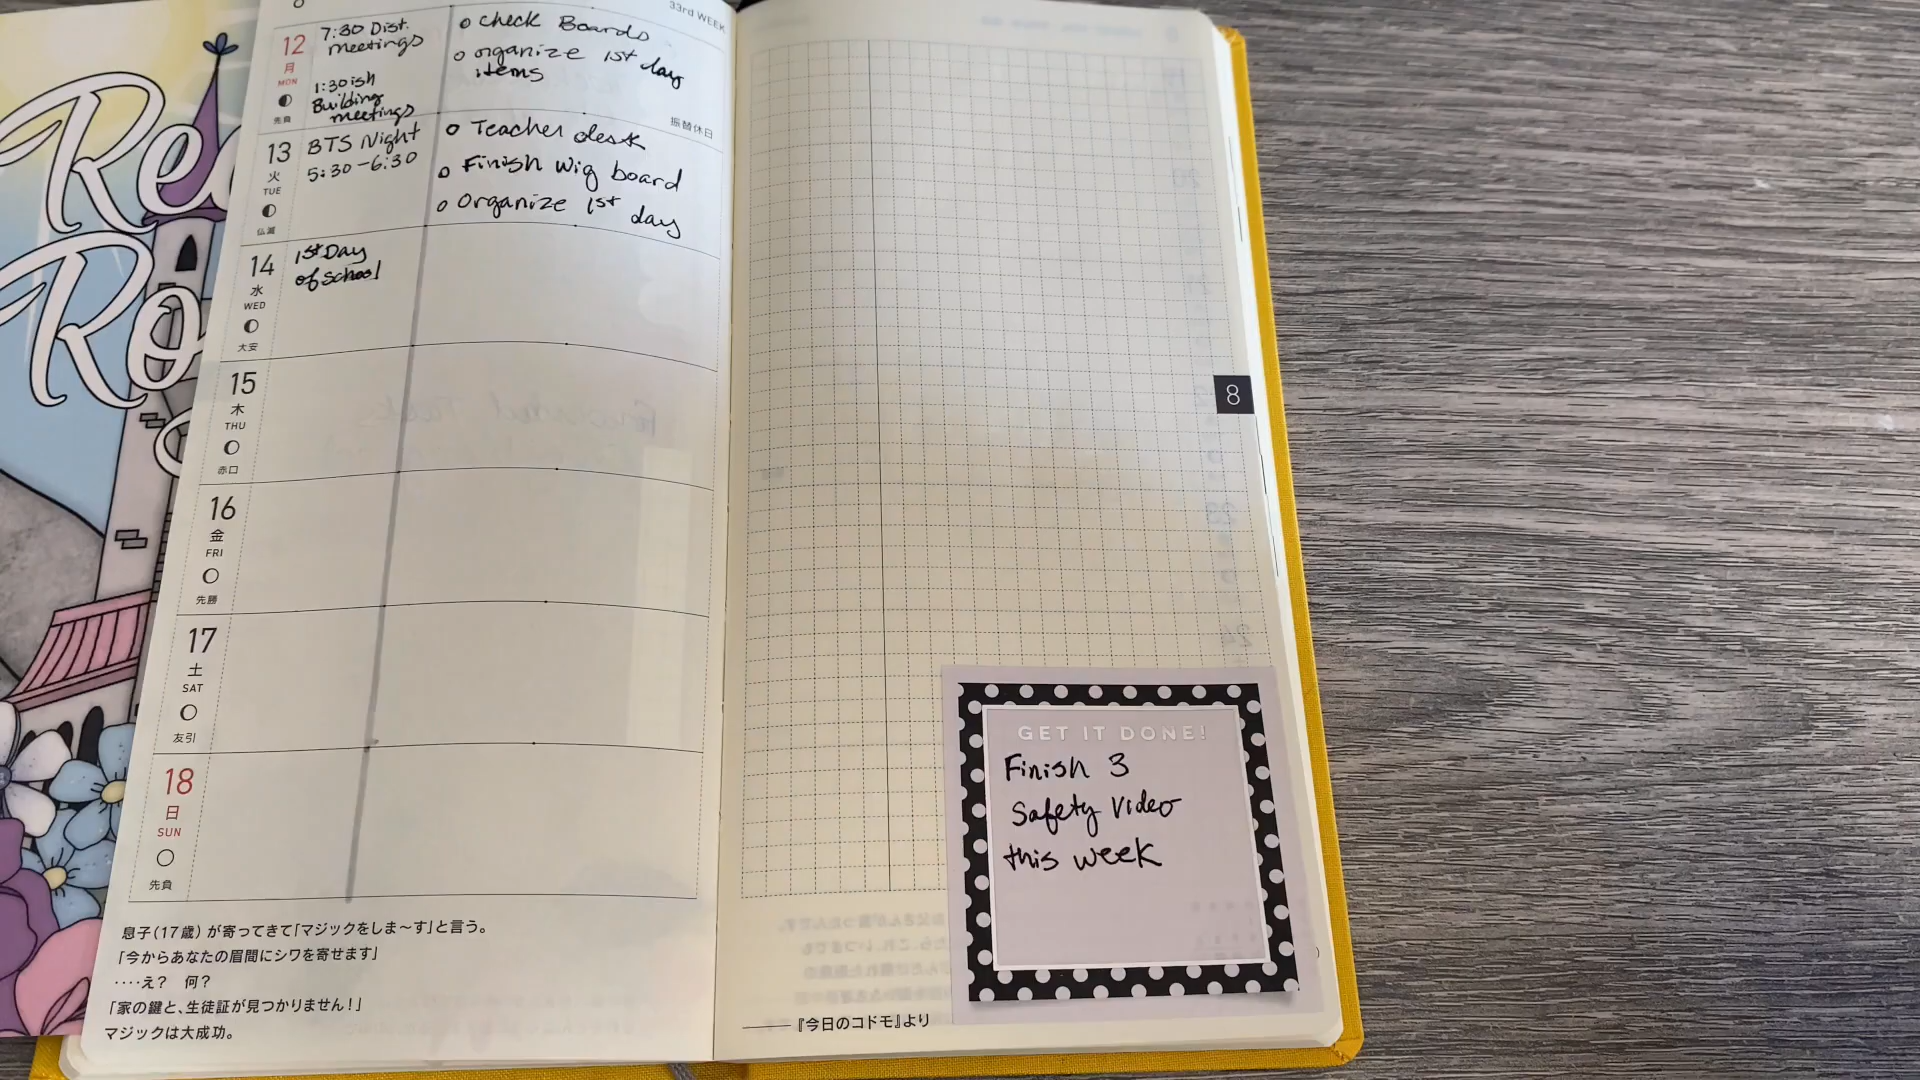 33rd WEEK
12
月
MON
先負
7:30 Dist.
meetings
1:30ish
Building
meetings
o check Boards
o organize 1st day
items
振替休日
13
火
TUE
仏滅
BTS Night
5:30-6:30
o Teacher desk
o Finish Wig board
o Organize 1st day
14
水
WED
大安
1st Day
of School
15
木
THU
赤口
16
金
FRI
先勝
17
土
SAT
友引
18
日
SUN
先負
息子(17歳)が寄ってきて「マジックをしま〜す」と言う。
「今からあなたの眉間にシワを寄せます」
‥‥え? 何?
「家の鍵と、生徒証が見つかりません!」
マジックは大成功。
8
GET IT DONE!
Finish 3
Safety Video
this week
——『今日のコドモ』より